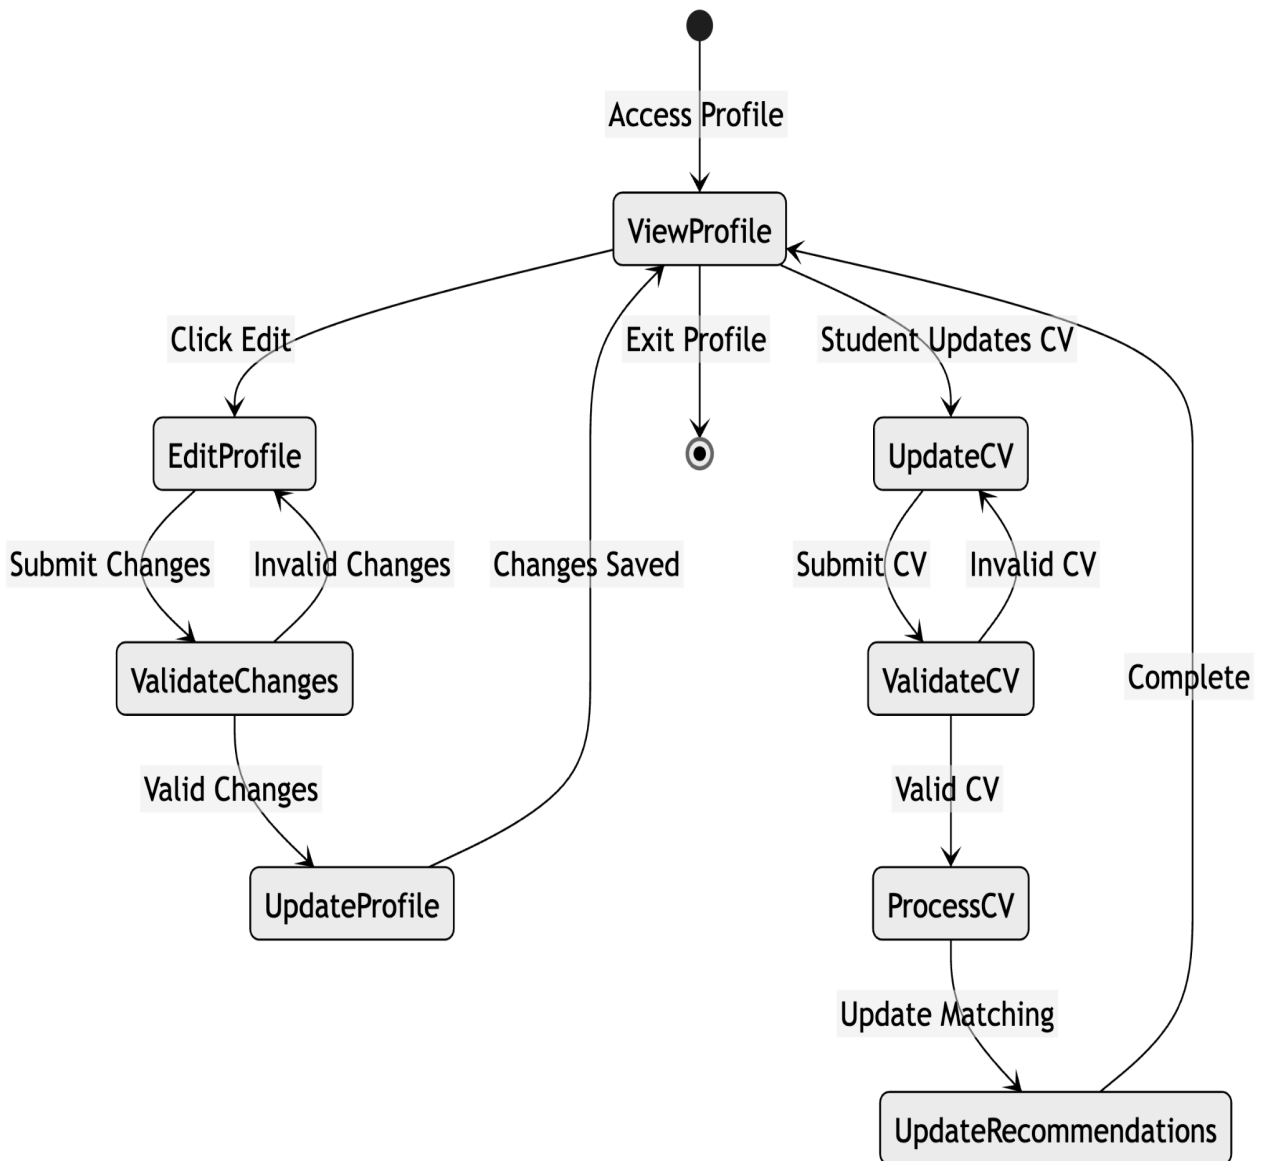 Access Profile
ViewProfile
Click Edit
Exit Profile
Student Updates CV
EditProfile
UpdateCV
Submit Changes
Invalid Changes
Changes Saved
Submit CV
Invalid CV
ValidateChanges
ValidateCV
Complete
Valid Changes
Valid CV
UpdateProfile
ProcessCV
Update Matching
UpdateRecommendations